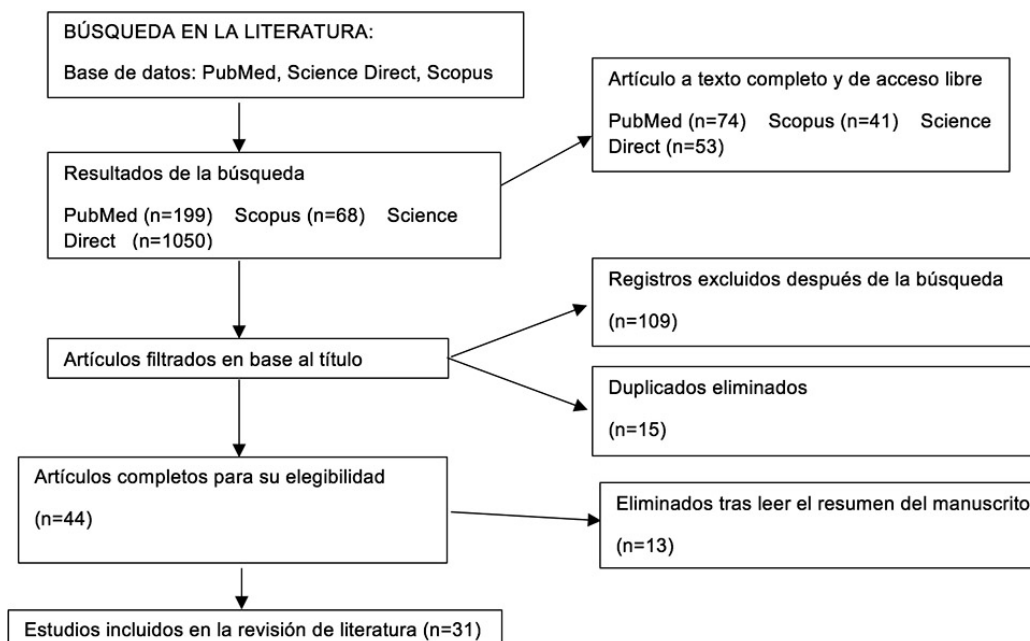 BÚSQUEDA EN LA LITERATURA:
Base de datos: PubMed, Science Direct, Scopus
Artículo a texto completo y de acceso libre
PubMed (n=74) Scopus (n=41) Science
Direct (n=53)
Resultados de la búsqueda
PubMed (n=199) Scopus (n=68) Science
Direct (n=1050)
Registros excluidos después de la búsqueda
(n=109)
Artículos filtrados en base al título
Duplicados eliminados
(n=15)
Artículos completos para su elegibilidad
(n=44)
Eliminados tras leer el resumen del manuscrito
(n=13)
Estudios incluidos en la revisión de literatura (n=31)